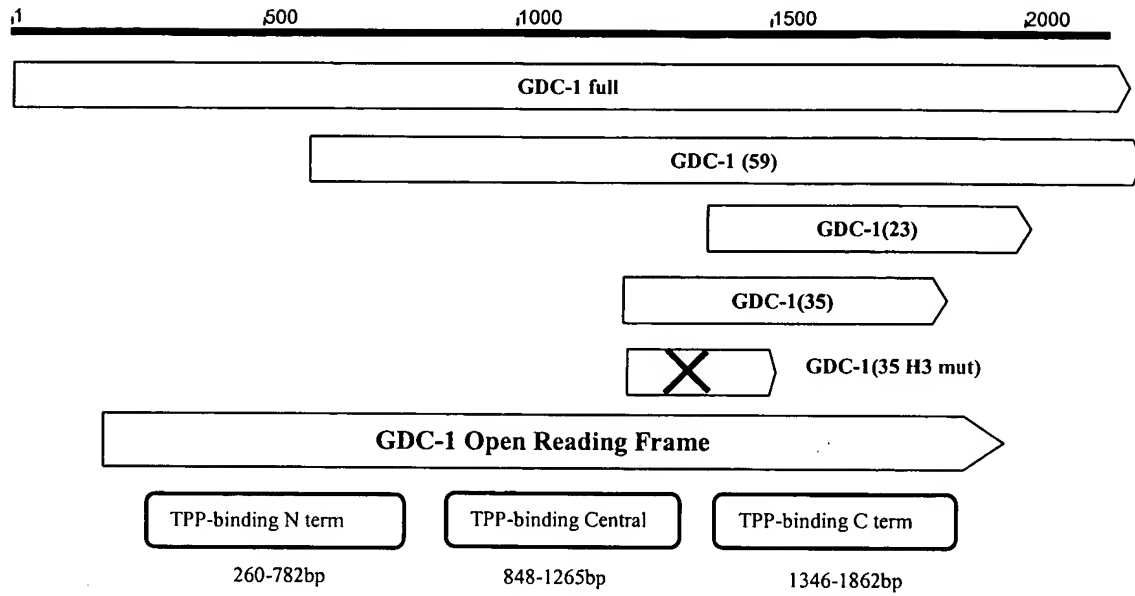 1 500 1000 1500 2000
GDC-1 full
GDC-1 (59)
GDC-1(23)
GDC-1(35)
GDC-1(35 H3 mut)
GDC-1 Open Reading Frame
TPP-binding N term TPP-binding Central TPP-binding C term
260-782bp 848-1265bp 1346-1862bp